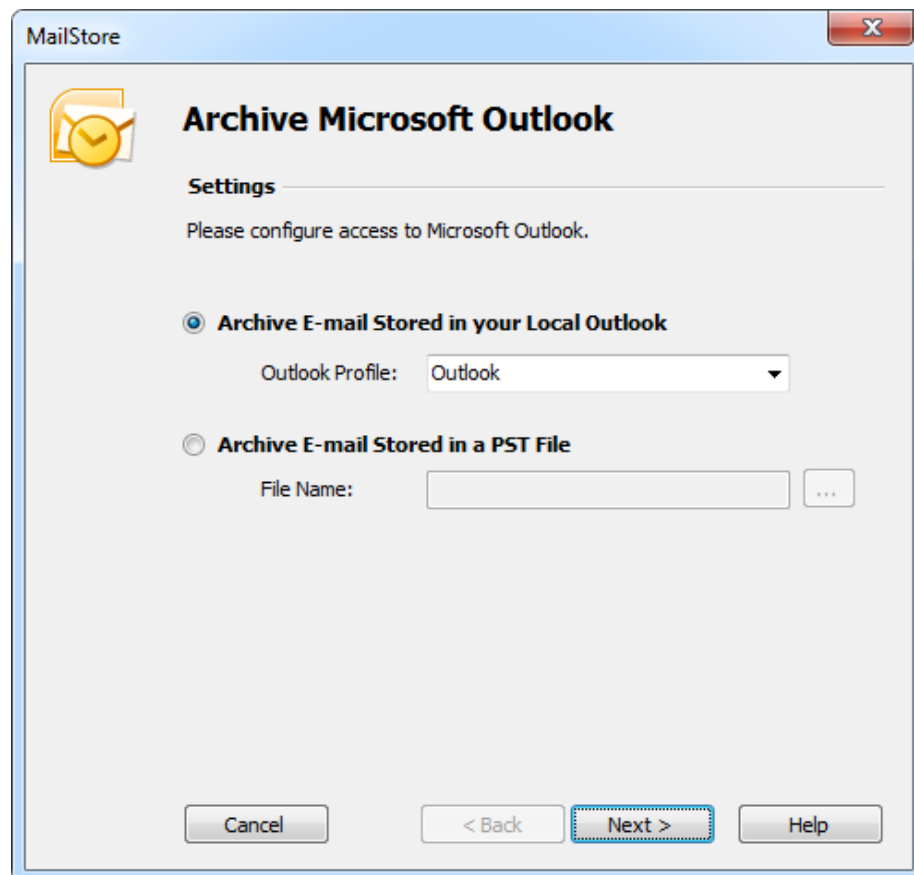 MailStore
Archive Microsoft Outlook
Settings
Please configure access to Microsoft Outlook.
Archive E-mail Stored in your Local Outlook
Outlook Profile: Outlook
Archive E-mail Stored in a PST File
File Name: ...
Cancel < Back Next > Help